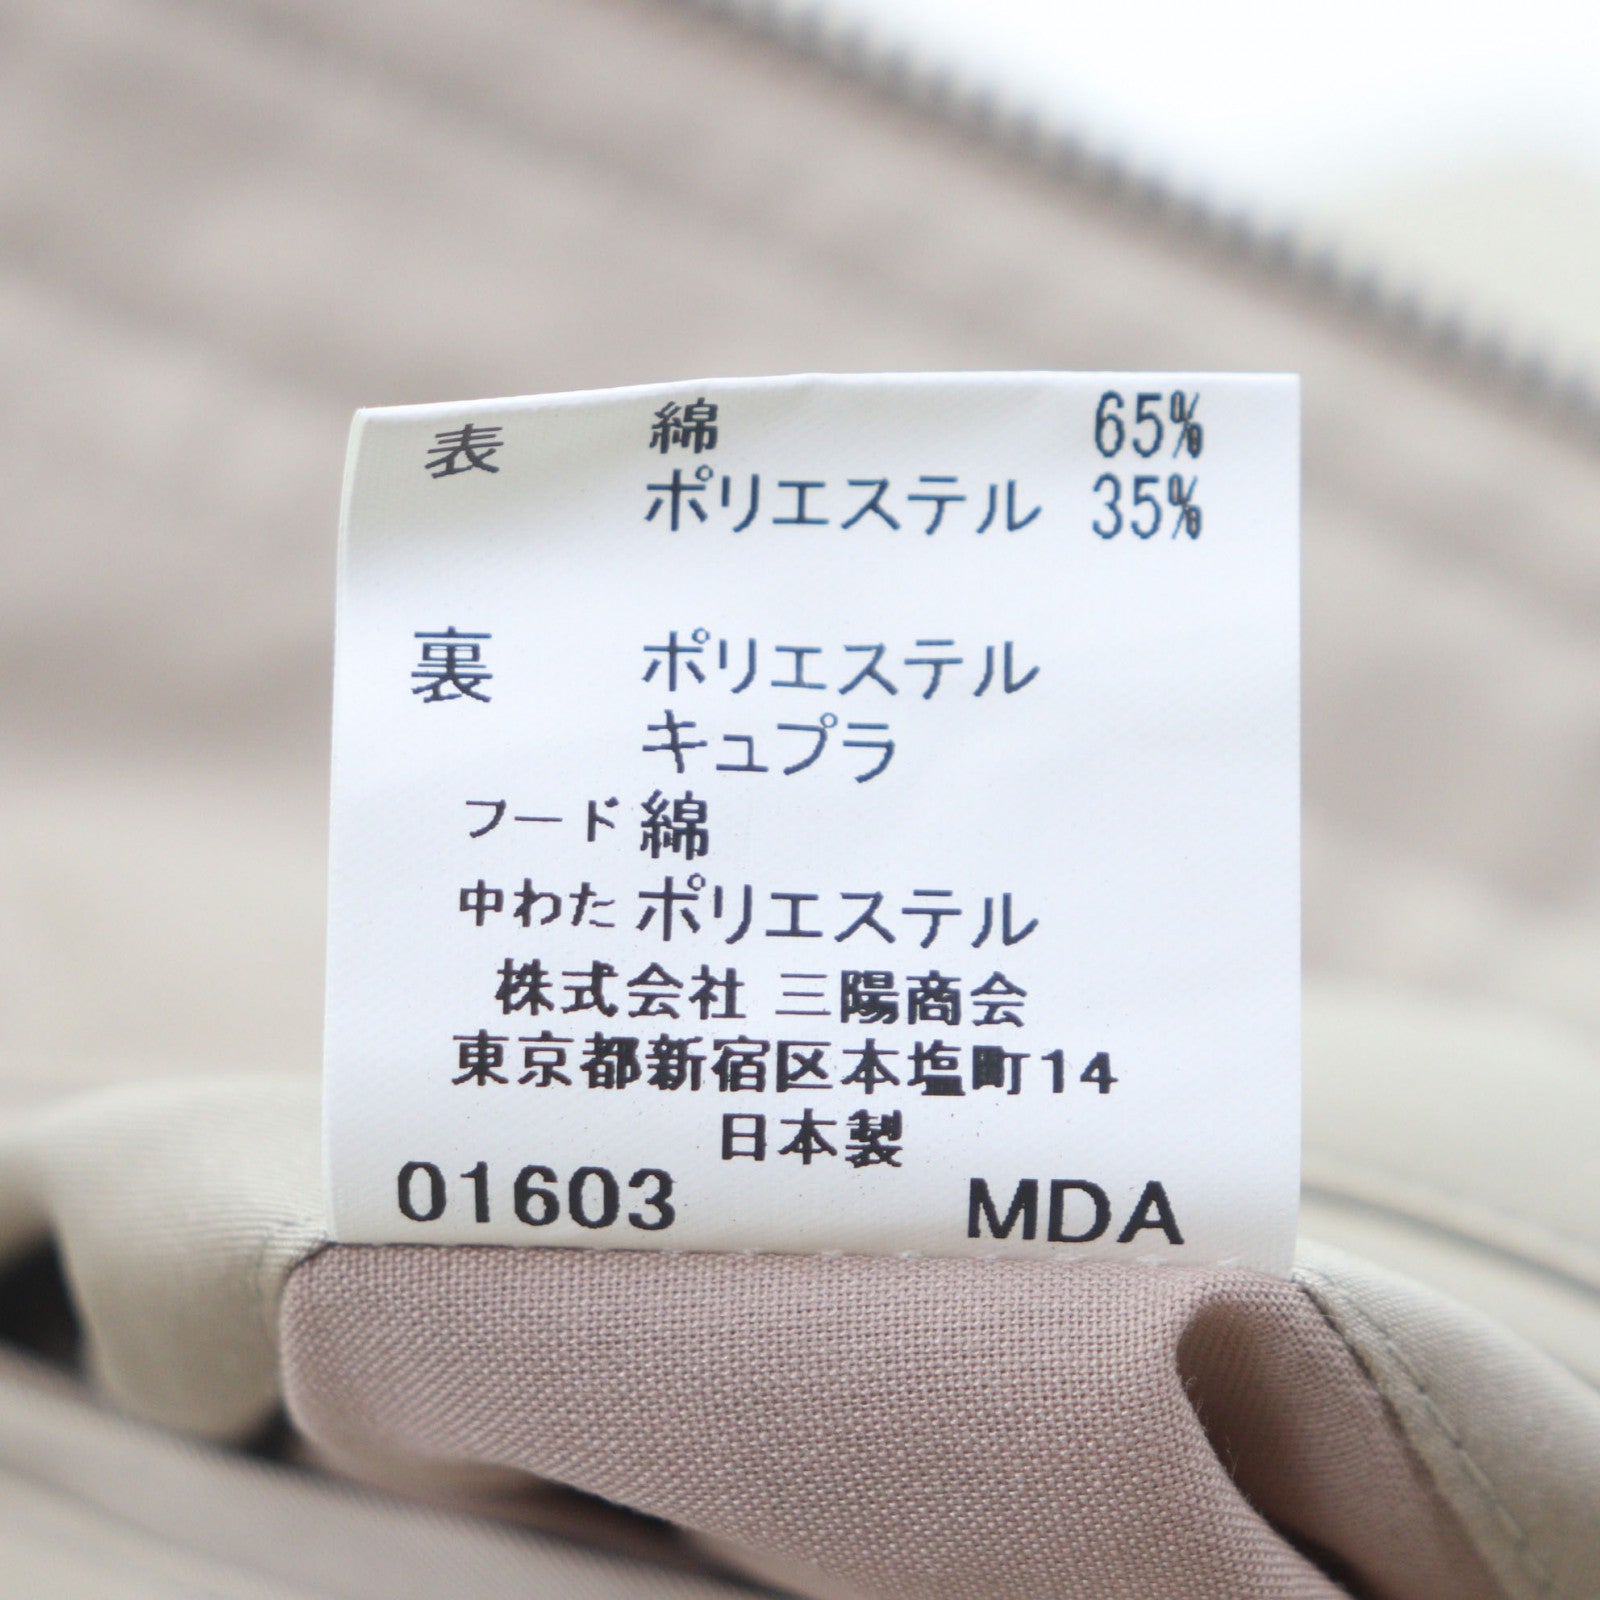 表 綿 65%
ポリエステル 35%
裏 ポリエステル
キュプラ
フード 綿
中わた ポリエステル
株式会社 三陽商会
東京都新宿区本塩町14
日本製
01603 MDA